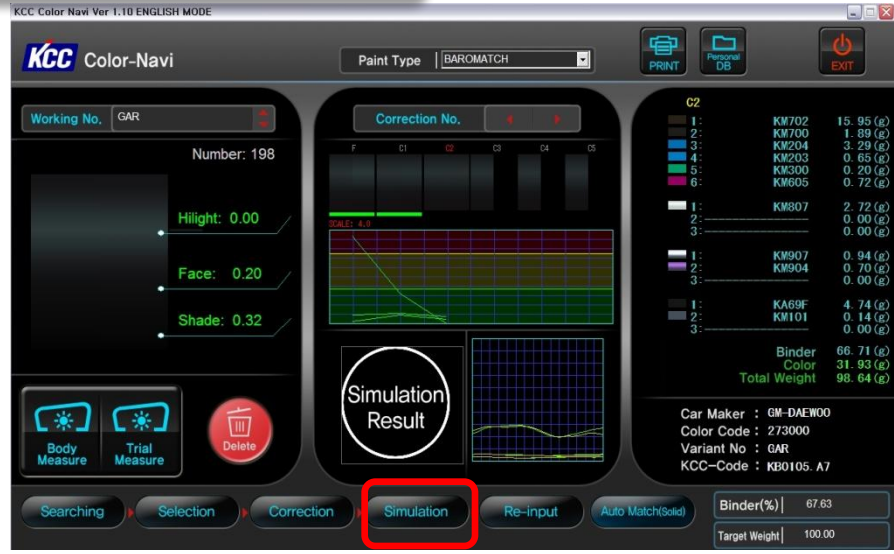 KCC Color Navi Ver 1.10 ENGLISH MODE
KCC Color-Navi
Paint Type BAROMATCH
PRINT
Personal DB
EXIT
Working No. GAR
Number: 198
Hilight: 0.00
Face: 0.20
Shade: 0.32
Body Measure
Trial Measure
Delete
Correction No.
F C1 C2 C3 C4 C5
SCALE: 4.0
Simulation Result
C2
1: KM702 15.95(g)
2: KM700 1.89(g)
3: KM204 3.29(g)
4: KM203 0.65(g)
5: KM300 0.20(g)
6: KM605 0.72(g)
1: KM807 2.72(g)
2: 0.00(g)
3: 0.00(g)
1: KM907 0.94(g)
2: KM904 0.70(g)
3: 0.00(g)
1: KA69F 4.74(g)
2: KM101 0.14(g)
3: 0.00(g)
Binder 66.71(g)
Color 31.93(g)
Total Weight 98.64(g)
Car Maker : GM-DAEWOO
Color Code : 273000
Variant No : GAR
KCC-Code : KB0105.A7
Searching
Selection
Correction
Simulation
Re-input
Auto Match(Solid)
Binder(%) 67.63
Target Weight 100.00